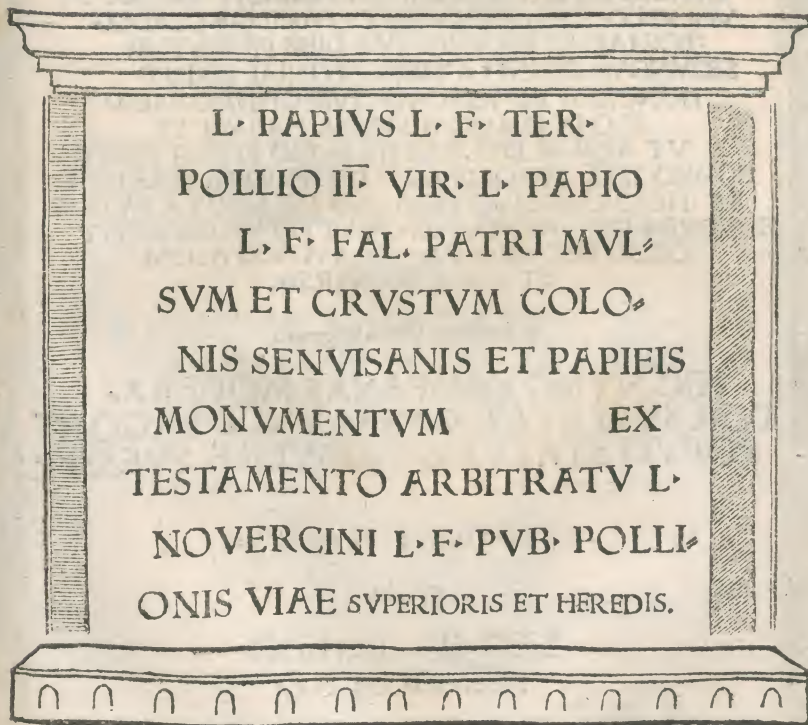 L· PAPIVS L· F· TER·
POLLIO II· VIR· L· PAPIO
L, F· FAL. PATRI MVL⸗
SVM ET CRVSTVM COLO⸗
NIS SENVISANIS ET PAPIEIS
MONVMENTVM EX
TESTAMENTO ARBITRATV L·
NOVERCINI L·F· PVB· POLLI⸗
ONIS VIAE SVPERIORIS ET HEREDIS.